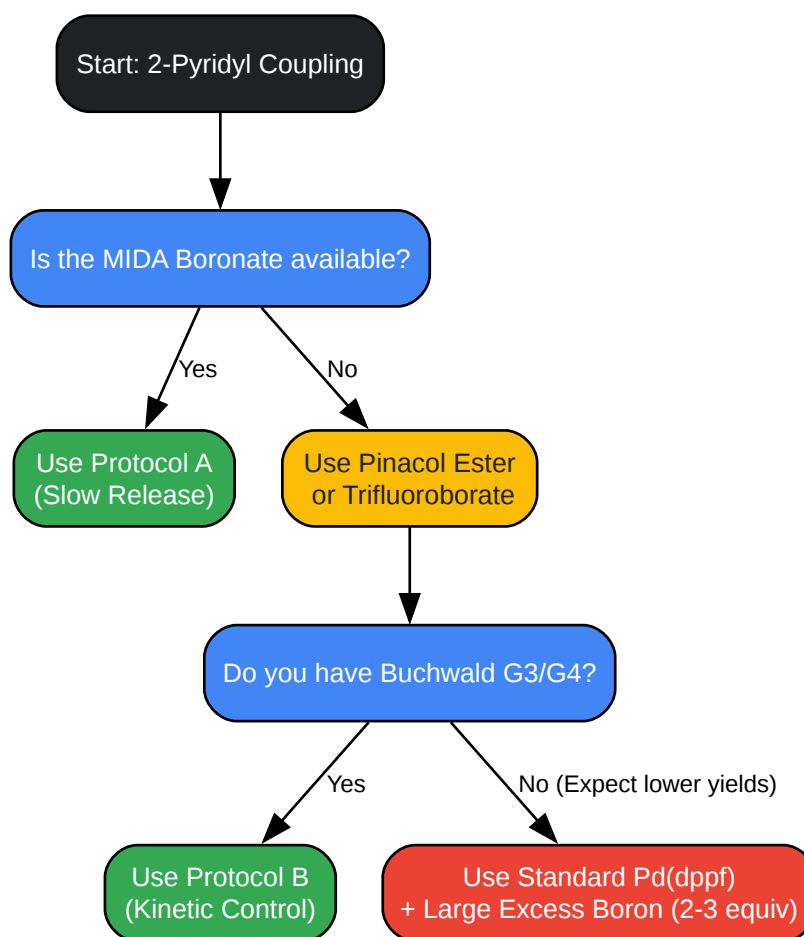 Start: 2-Pyridyl Coupling
Is the MIDA Boronate available?
Yes
No
Use Protocol A
(Slow Release)
Use Pinacol Ester
or Trifluoroborate
Do you have Buchwald G3/G4?
Yes
No (Expect lower yields)
Use Protocol B
(Kinetic Control)
Use Standard Pd(dppf)
+ Large Excess Boron (2-3 equiv)